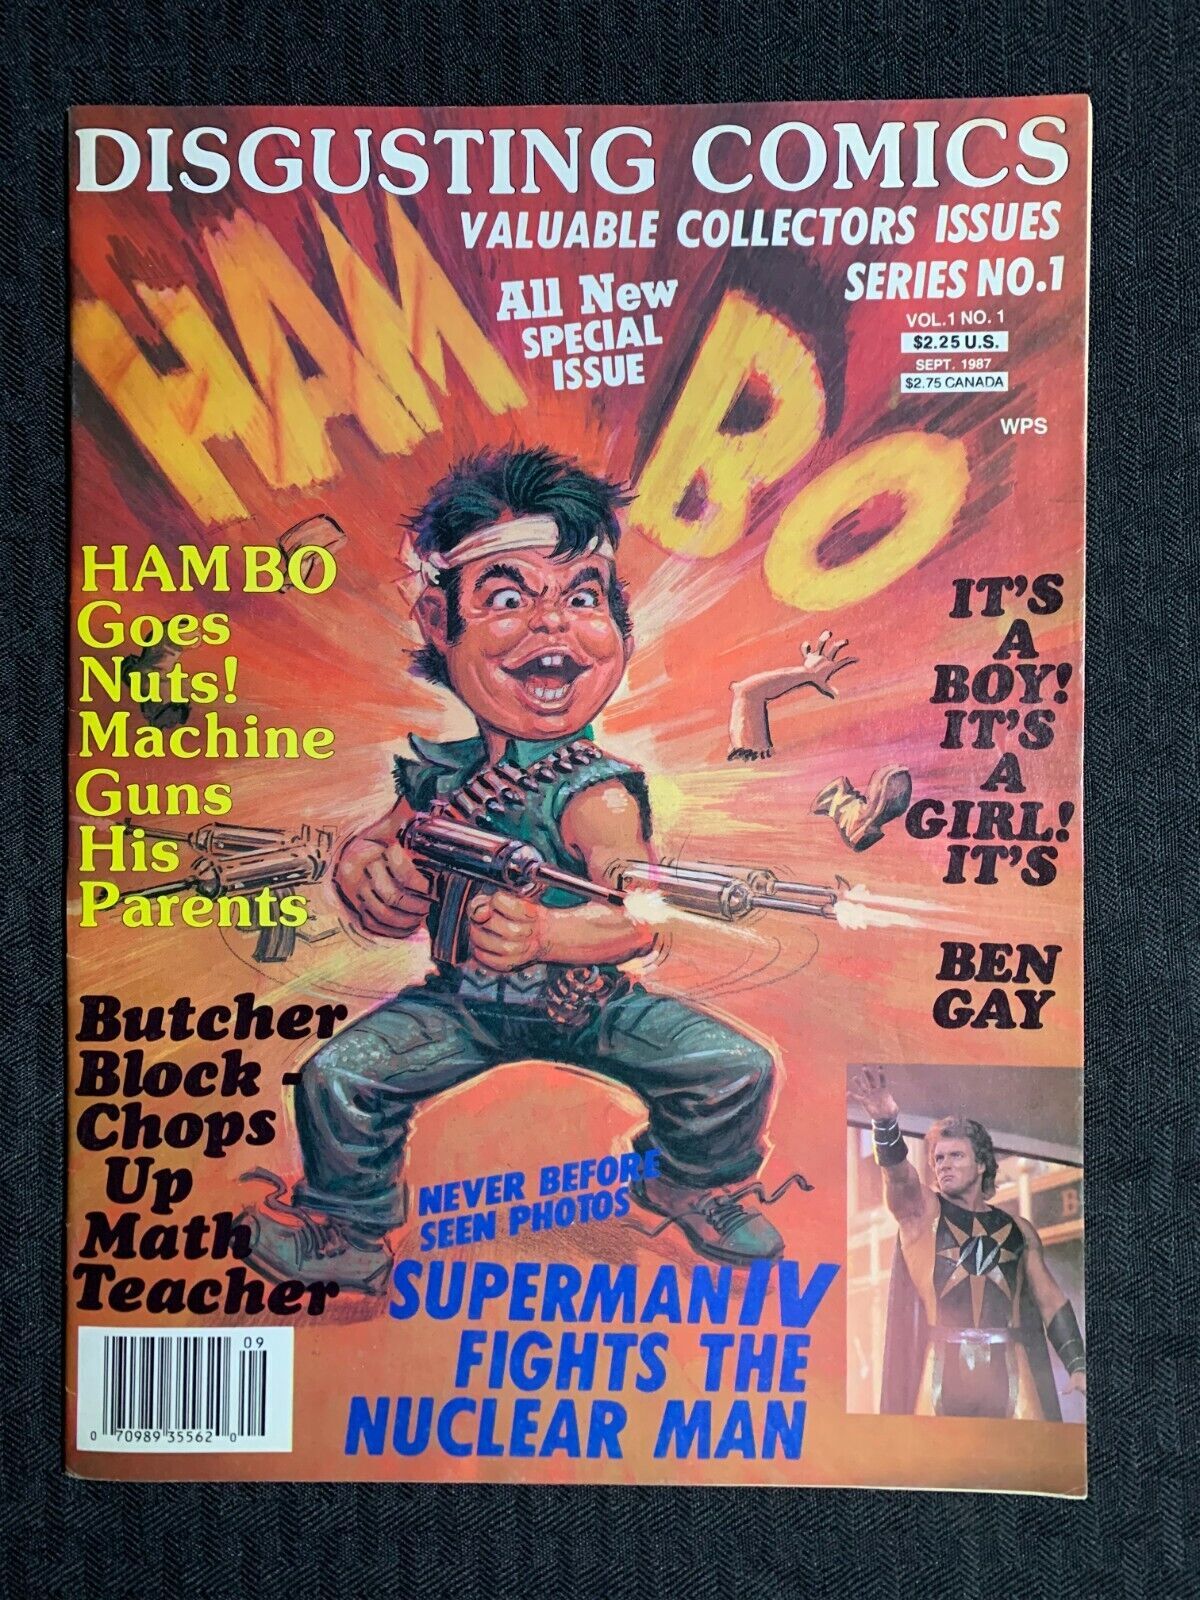 DISGUSTING COMICS
VALUABLE COLLECTORS ISSUES
SERIES NO.1
VOL.1 NO. 1
$2.25 U.S.
SEPT. 1987
$2.75 CANADA
WPS
All New
SPECIAL
ISSUE
HAM BO
HAM BO
Goes
Nuts!
Machine
Guns
His
Parents
IT'S
A
BOY!
IT'S
A
GIRL!
IT'S
BEN
GAY
Butcher
Block -
Chops
Up
Math
Teacher
NEVER BEFORE
SEEN PHOTOS
SUPERMAN IV
FIGHTS THE
NUCLEAR MAN
09
0 70989 35562 0